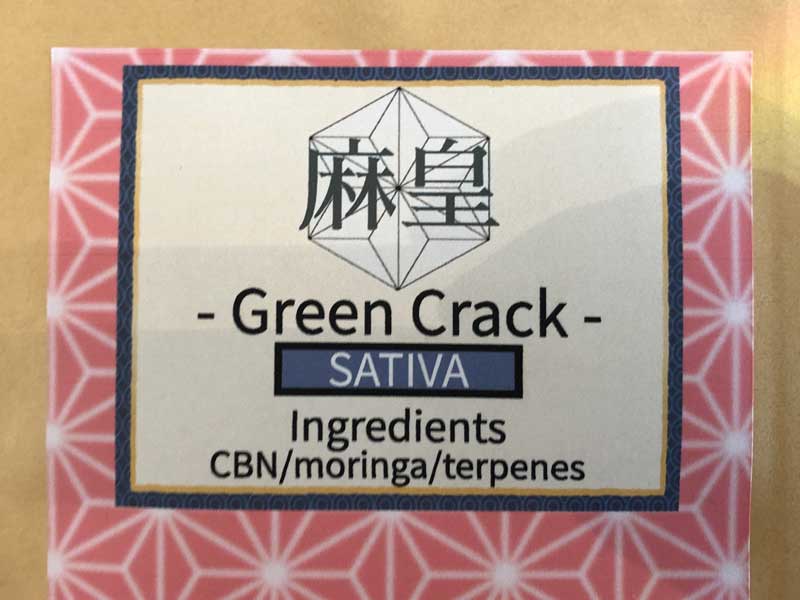 麻皇
- Green Crack -
SATIVA
Ingredients
CBN/moringa/terpenes